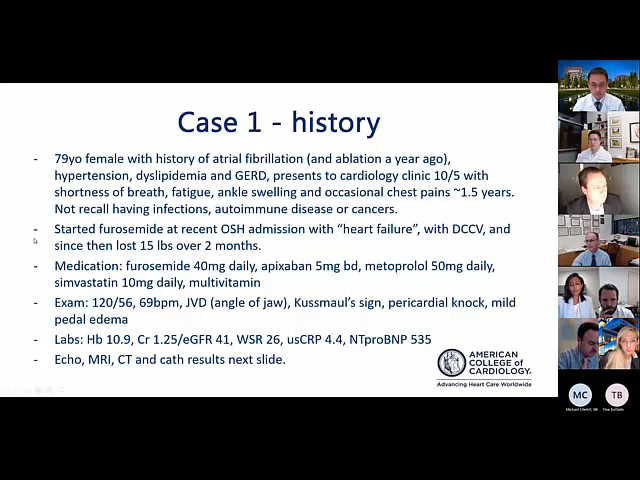 Case 1 - history
- 79yo female with history of atrial fibrillation (and ablation a year ago),
hypertension, dyslipidemia and GERD, presents to cardiology clinic 10/5 with
shortness of breath, fatigue, ankle swelling and occasional chest pains ~1.5 years.
Not recall having infections, autoimmune disease or cancers.
- Started furosemide at recent OSH admission with “heart failure”, with DCCV, and
since then lost 15 lbs over 2 months.
- Medication: furosemide 40mg daily, apixaban 5mg bd, metoprolol 50mg daily,
simvastatin 10mg daily, multivitamin
- Exam: 120/56, 69bpm, JVD (angle of jaw), Kussmaul’s sign, pericardial knock, mild
pedal edema
- Labs: Hb 10.9, Cr 1.25/eGFR 41, WSR 26, usCRP 4.4, NTproBNP 535
- Echo, MRI, CT and cath results next slide.
AMERICAN
COLLEGE of
CARDIOLOGY
Advancing Heart Care Worldwide
MC
TB